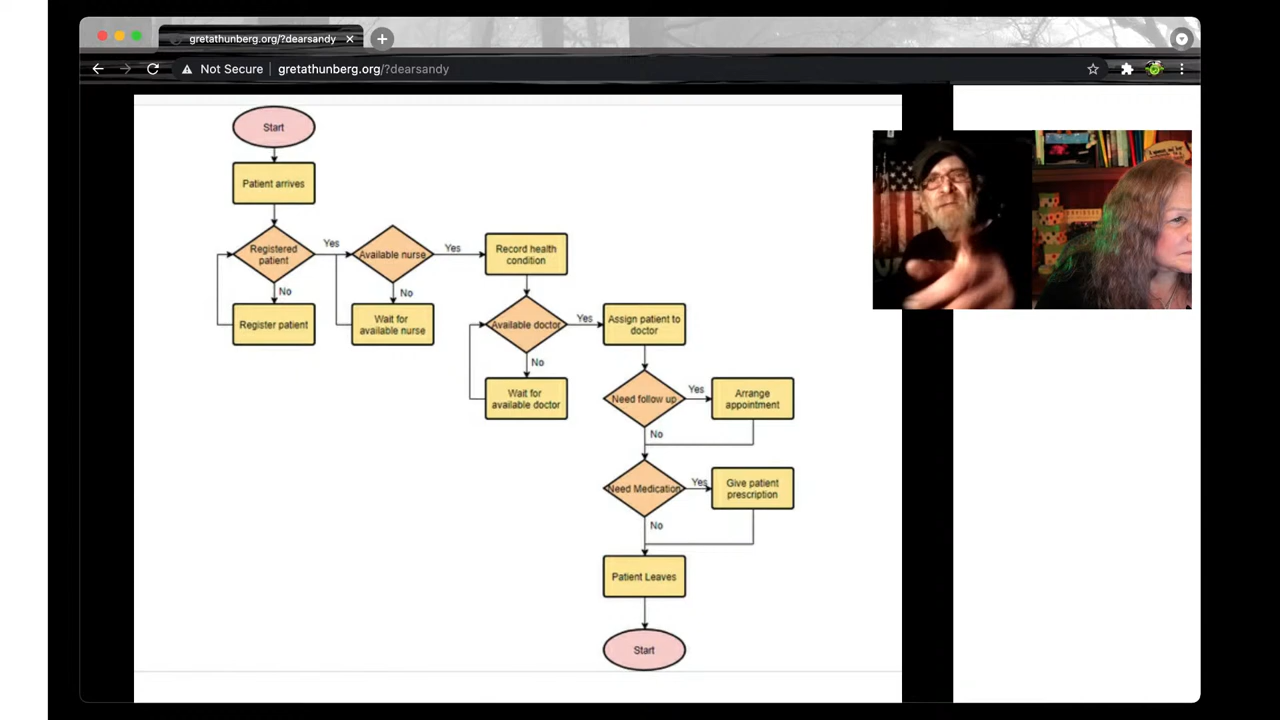 gretathunberg.org/?dearsandy
Not Secure
gretathunberg.org/?dearsandy
Start
Patient arrives
Registered
patient
Yes
No
Register patient
Available nurse
Yes
No
Wait for
available nurse
Record health
condition
Available doctor
Yes
No
Wait for
available doctor
Assign patient to
doctor
Need follow up
Yes
No
Arrange
appointment
Need Medication
Yes
No
Give patient
prescription
Patient Leaves
Start